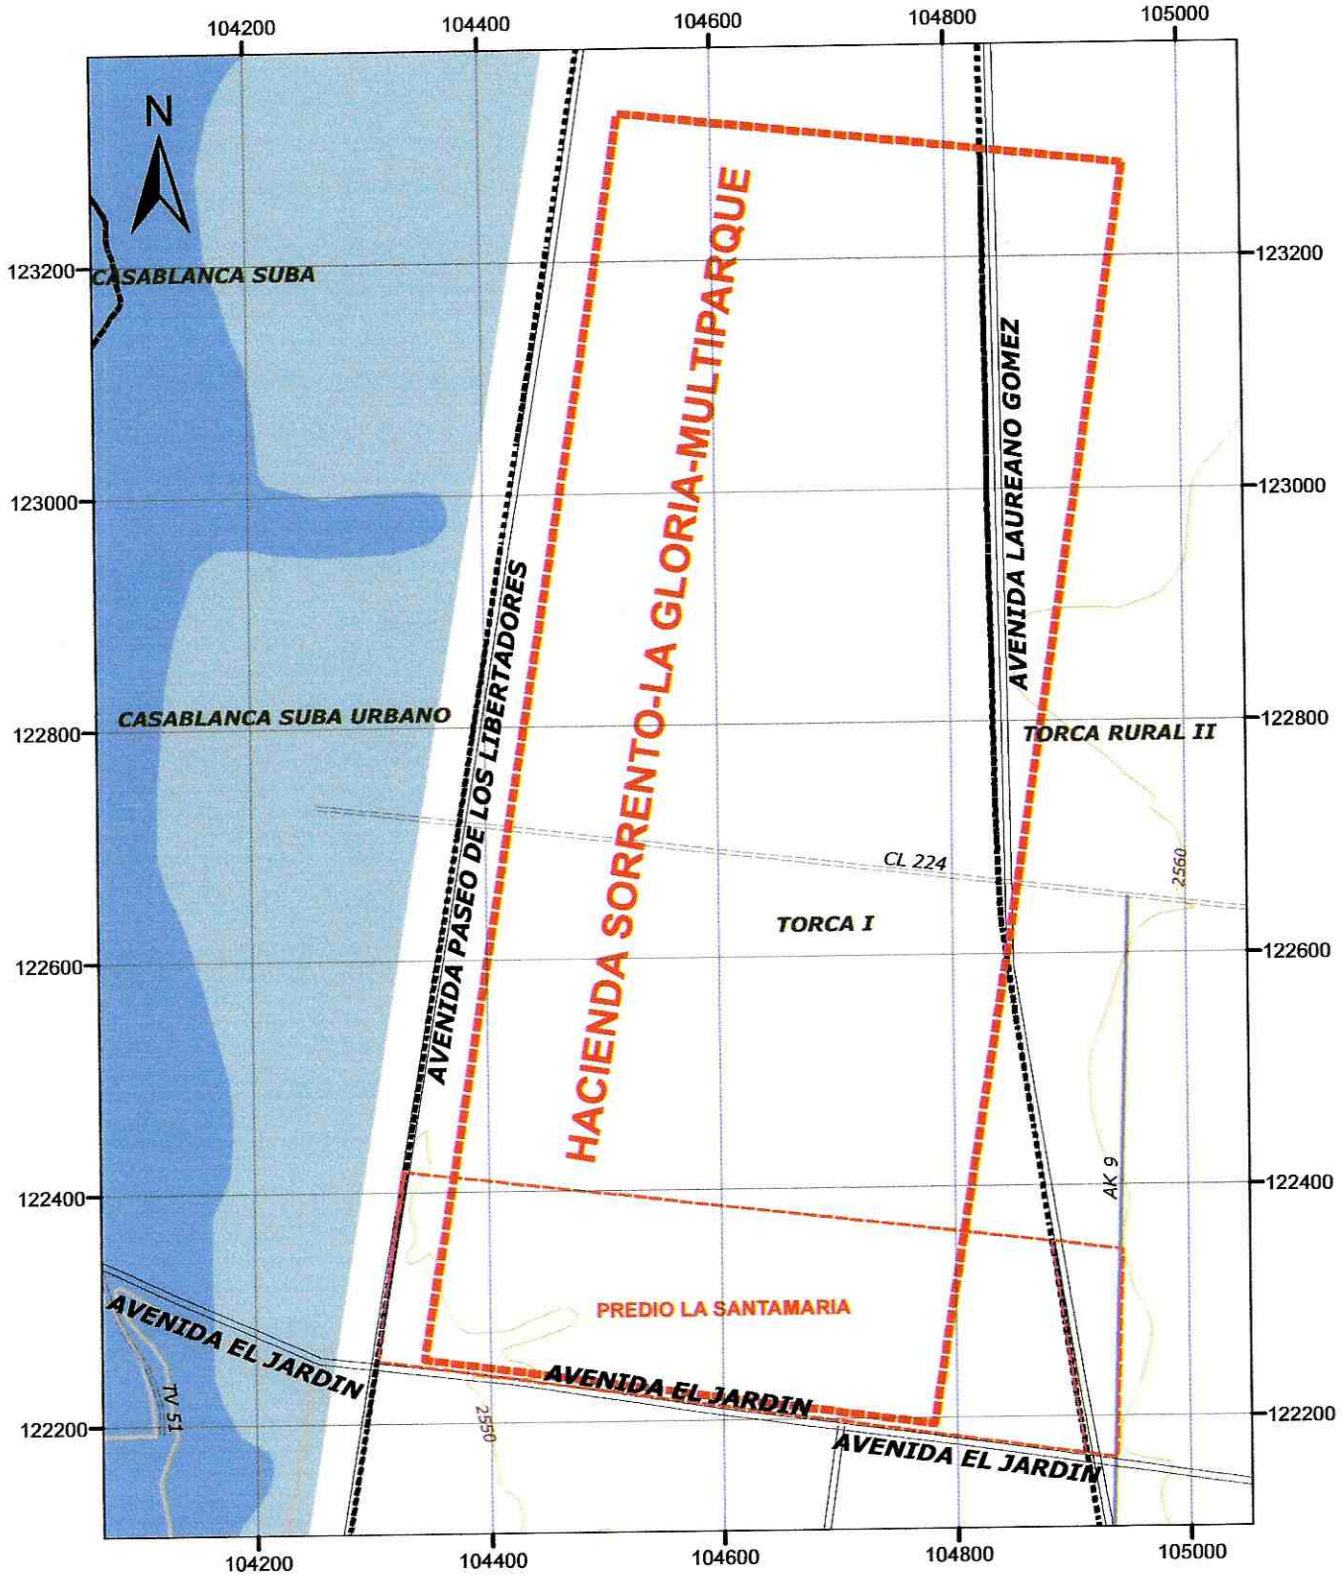 104200
104400
104600
104800
105000
N
123200
CASABLANCA SUBA
123200
HACIENDA SORRENTO-LA GLORIA-MULTIPARQUE
AVENIDA LAUREANO GOMEZ
123000
123000
AVENIDA PASEO DE LOS LIBERTADORES
CASABLANCA SUBA URBANO
122800
122800
TORCA RURAL II
CL 224
2560
TORCA I
122600
122600
AK 9
122400
122400
PREDIO LA SANTAMARIA
AVENIDA EL JARDIN
AVENIDA EL JARDIN
TV 51
2550
122200
122200
AVENIDA EL JARDIN
104200
104400
104600
104800
105000